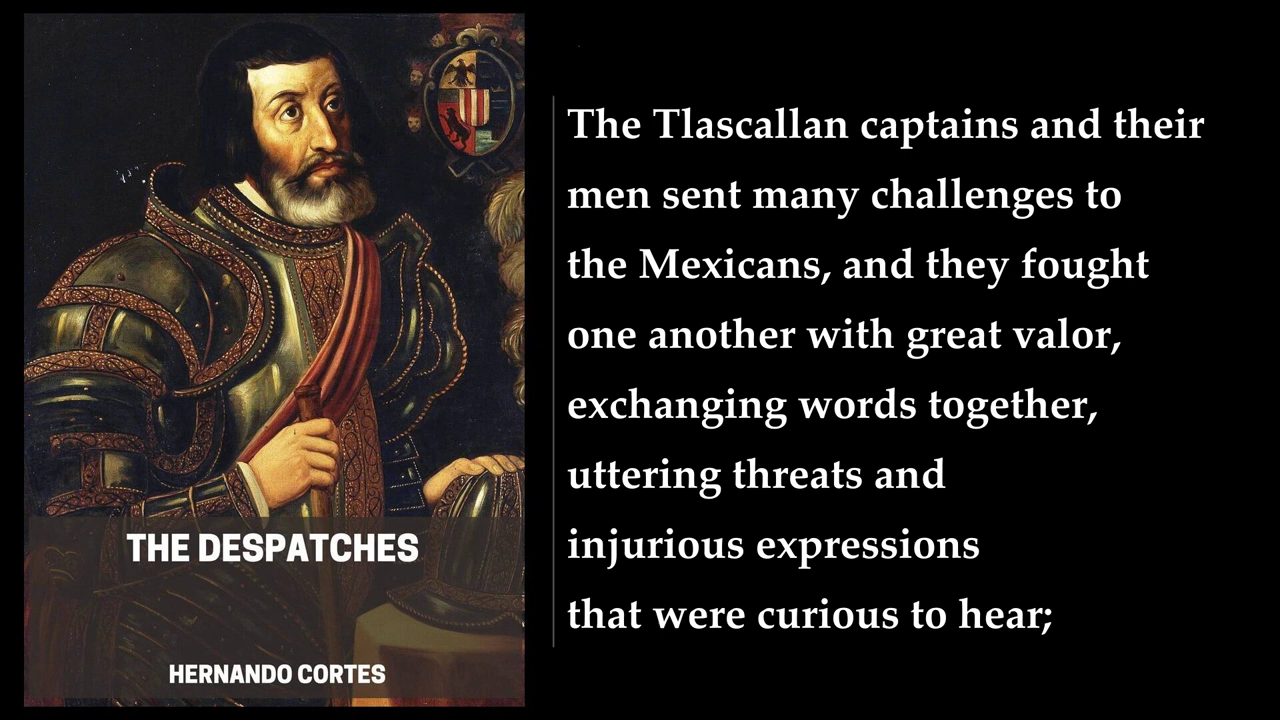 THE DESPATCHES
HERNANDO CORTES
The Tlascallan captains and their
men sent many challenges to
the Mexicans, and they fought
one another with great valor,
exchanging words together,
uttering threats and
injurious expressions
that were curious to hear;